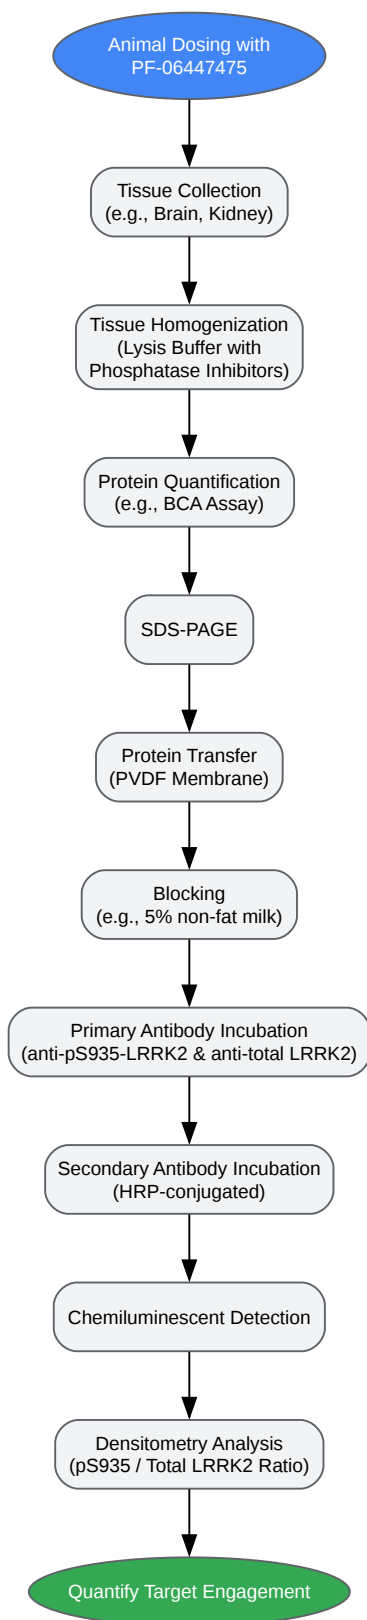 Animal Dosing with
PF-06447475
Tissue Collection
(e.g., Brain, Kidney)
Tissue Homogenization
(Lysis Buffer with
Phosphatase Inhibitors)
Protein Quantification
(e.g., BCA Assay)
SDS-PAGE
Protein Transfer
(PVDF Membrane)
Blocking
(e.g., 5% non-fat milk)
Primary Antibody Incubation
(anti-pS935-LRRK2 & anti-total LRRK2)
Secondary Antibody Incubation
(HRP-conjugated)
Chemiluminescent Detection
Densitometry Analysis
(pS935 / Total LRRK2 Ratio)
Quantify Target Engagement